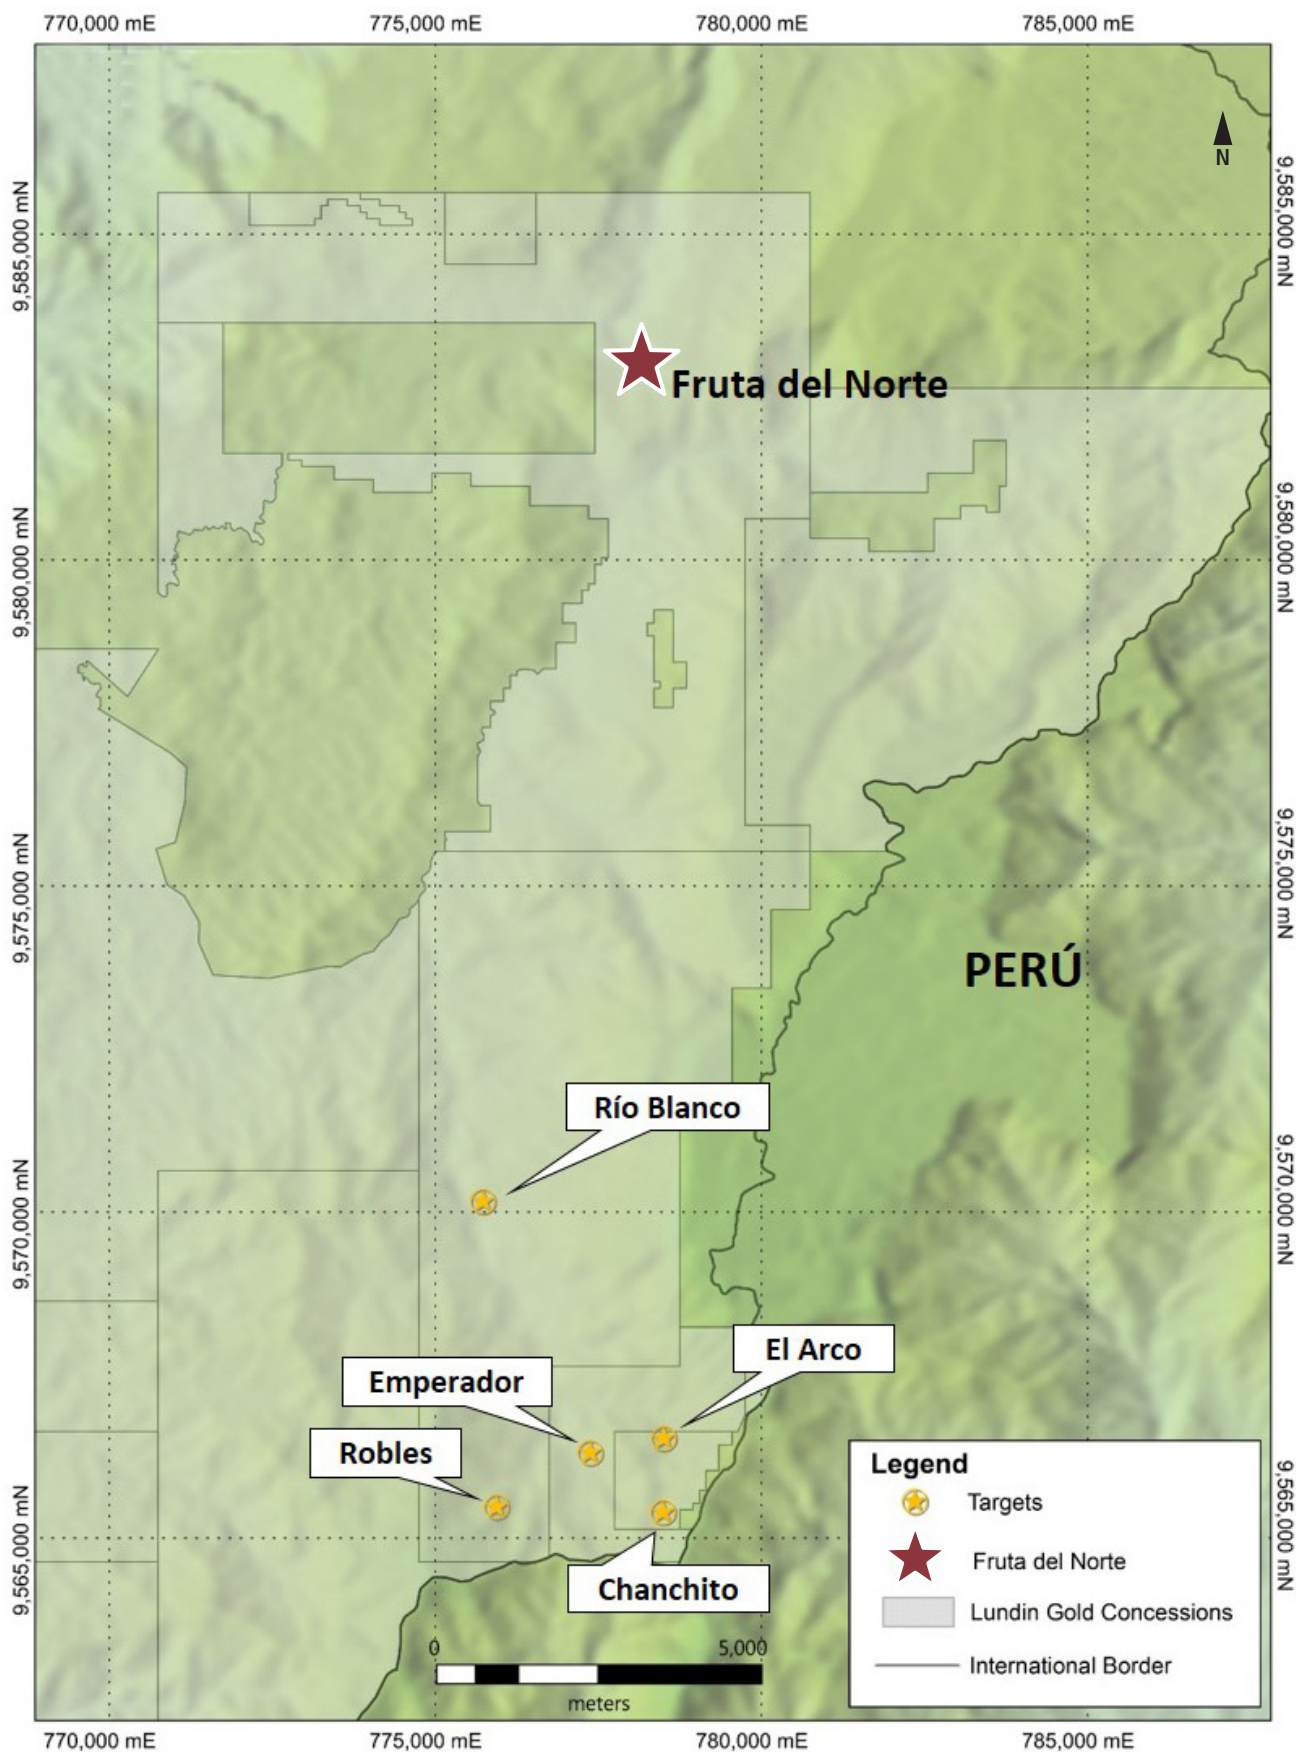 770,000 mE
775,000 mE
780,000 mE
785,000 mE
N
9,585,000 mN
9,585,000 mN
Fruta del Norte
9,580,000 mN
9,580,000 mN
9,575,000 mN
9,575,000 mN
PERÚ
Río Blanco
9,570,000 mN
9,570,000 mN
El Arco
Emperador
Robles
9,565,000 mN
9,565,000 mN
Chanchito
Legend
Targets
Fruta del Norte
Lundin Gold Concessions
International Border
0
5,000
meters
770,000 mE
775,000 mE
780,000 mE
785,000 mE